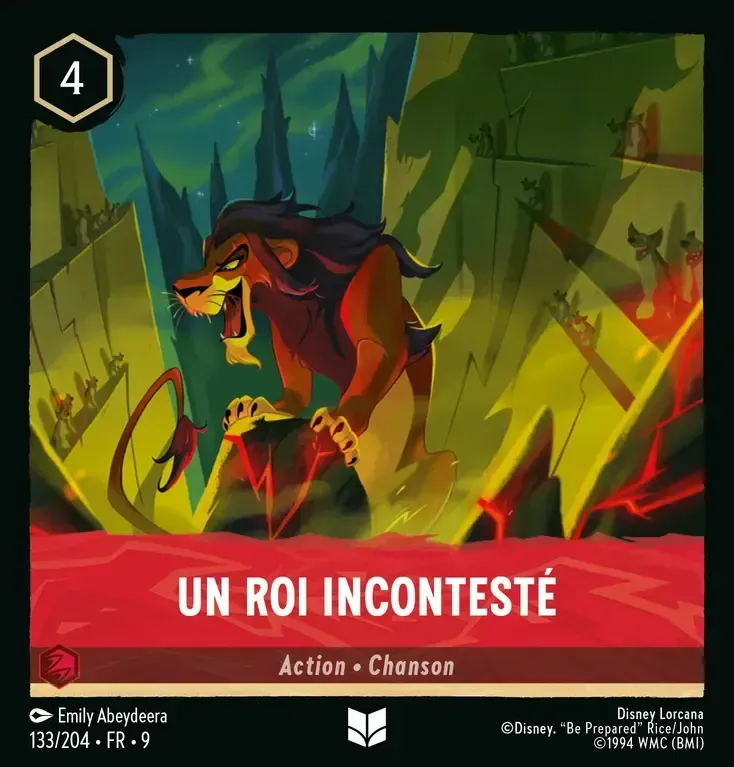 4
UN ROI INCONTESTÉ
Action • Chanson
Emily Abeydeera
133/204 • FR • 9
Disney Lorcana
©Disney. “Be Prepared” Rice/John
©1994 WMC (BMI)